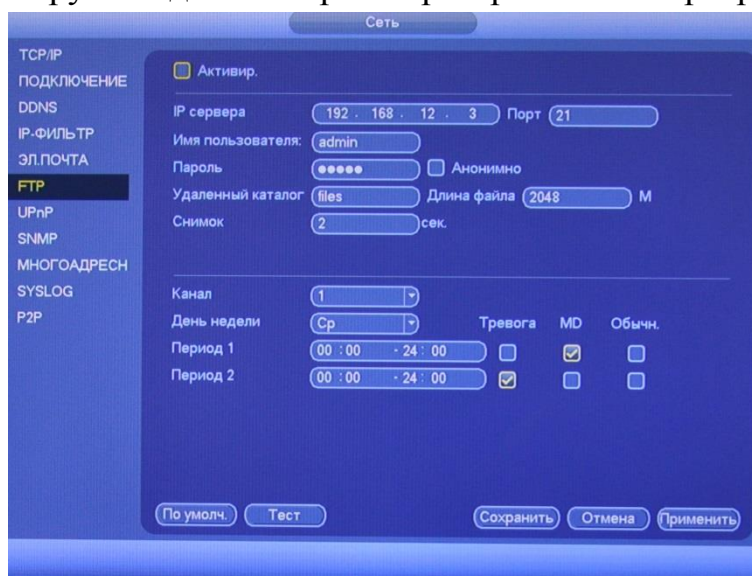 Сеть
TCP/IP
ПОДКЛЮЧЕНИЕ
DDNS
IP-ФИЛЬТР
ЭЛ.ПОЧТА
FTP
UPnP
SNMP
МНОГОАДРЕСН
SYSLOG
P2P
Активир.
IP сервера 192 . 168 . 12 . 3 Порт 21
Имя пользователя: admin
Пароль ●●●●● Анонимно
Удаленный каталог files Длина файла 2048 М
Снимок 2 сек.
Канал 1
День недели Ср Тревога MD Обычн.
Период 1 00 : 00 - 24 : 00
Период 2 00 : 00 - 24 : 00
По умолч. Тест Сохранить Отмена Применить